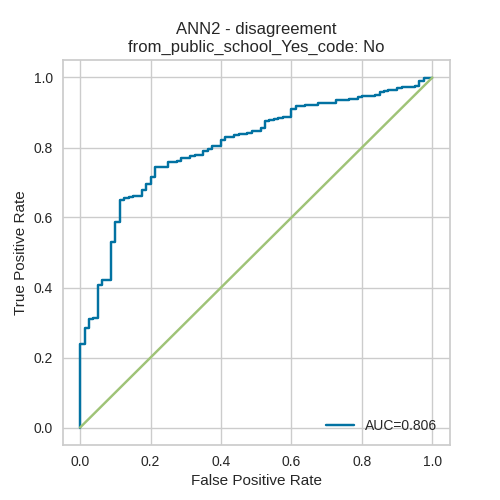 ANN2 - disagreement
from_public_school_Yes_code: No
True Positive Rate
1.0
0.8
0.6
0.4
0.2
0.0
AUC=0.806
0.0 0.2 0.4 0.6 0.8 1.0
False Positive Rate